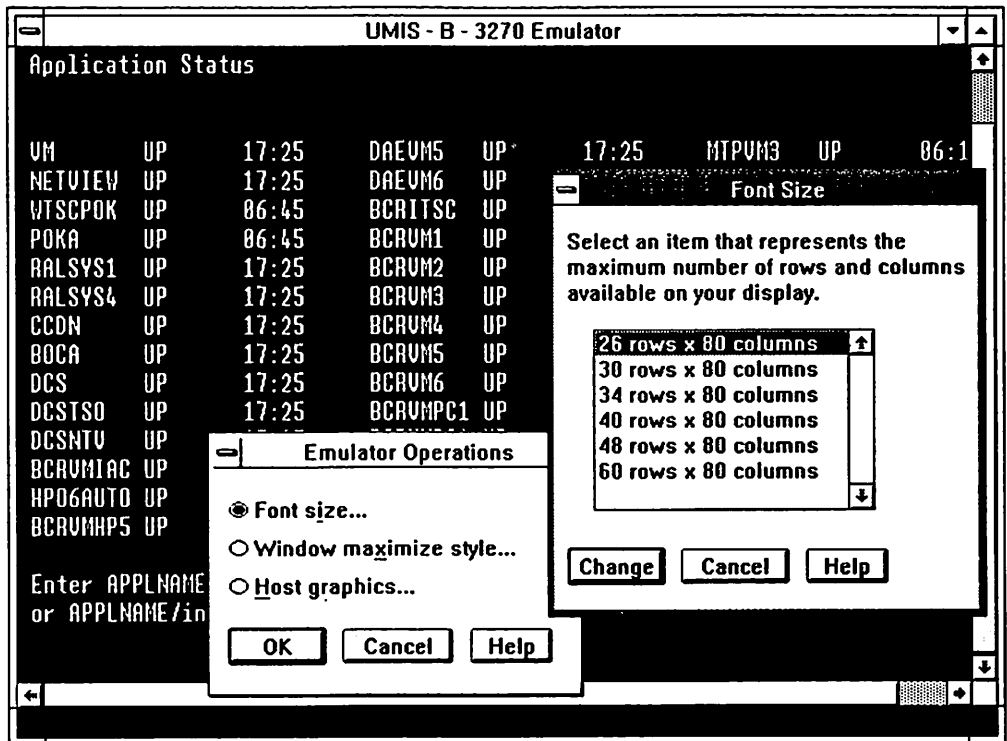 UMIS - B - 3270 Emulator
Application Status
VM UP 17:25 DAEVM5 UP 17:25 MTPVM3 UP 06:1
NETVIEW UP 17:25 DAEVM6 UP
WTSCPOK UP 06:45 BCRITSC UP
POKA UP 06:45 BCRVM1 UP
RALSYS1 UP 17:25 BCRVM2 UP
RALSYS4 UP 17:25 BCRVM3 UP
CCDN UP 17:25 BCRVM4 UP
BOCA UP 17:25 BCRVM5 UP
DCS UP 17:25 BCRVM6 UP
DCSTSO UP 17:25 BCRVMPC1 UP
DCSNTV UP
BCRVMIAC UP
HPO6AUTO UP
BCRVMHP5 UP
Enter APPLNAME
or APPLNAME/in
Emulator Operations
Font size...
Window maximize style...
Host graphics...
OK Cancel Help
Font Size
Select an item that represents the
maximum number of rows and columns
available on your display.
26 rows x 80 columns
30 rows x 80 columns
34 rows x 80 columns
40 rows x 80 columns
48 rows x 80 columns
60 rows x 80 columns
Change Cancel Help